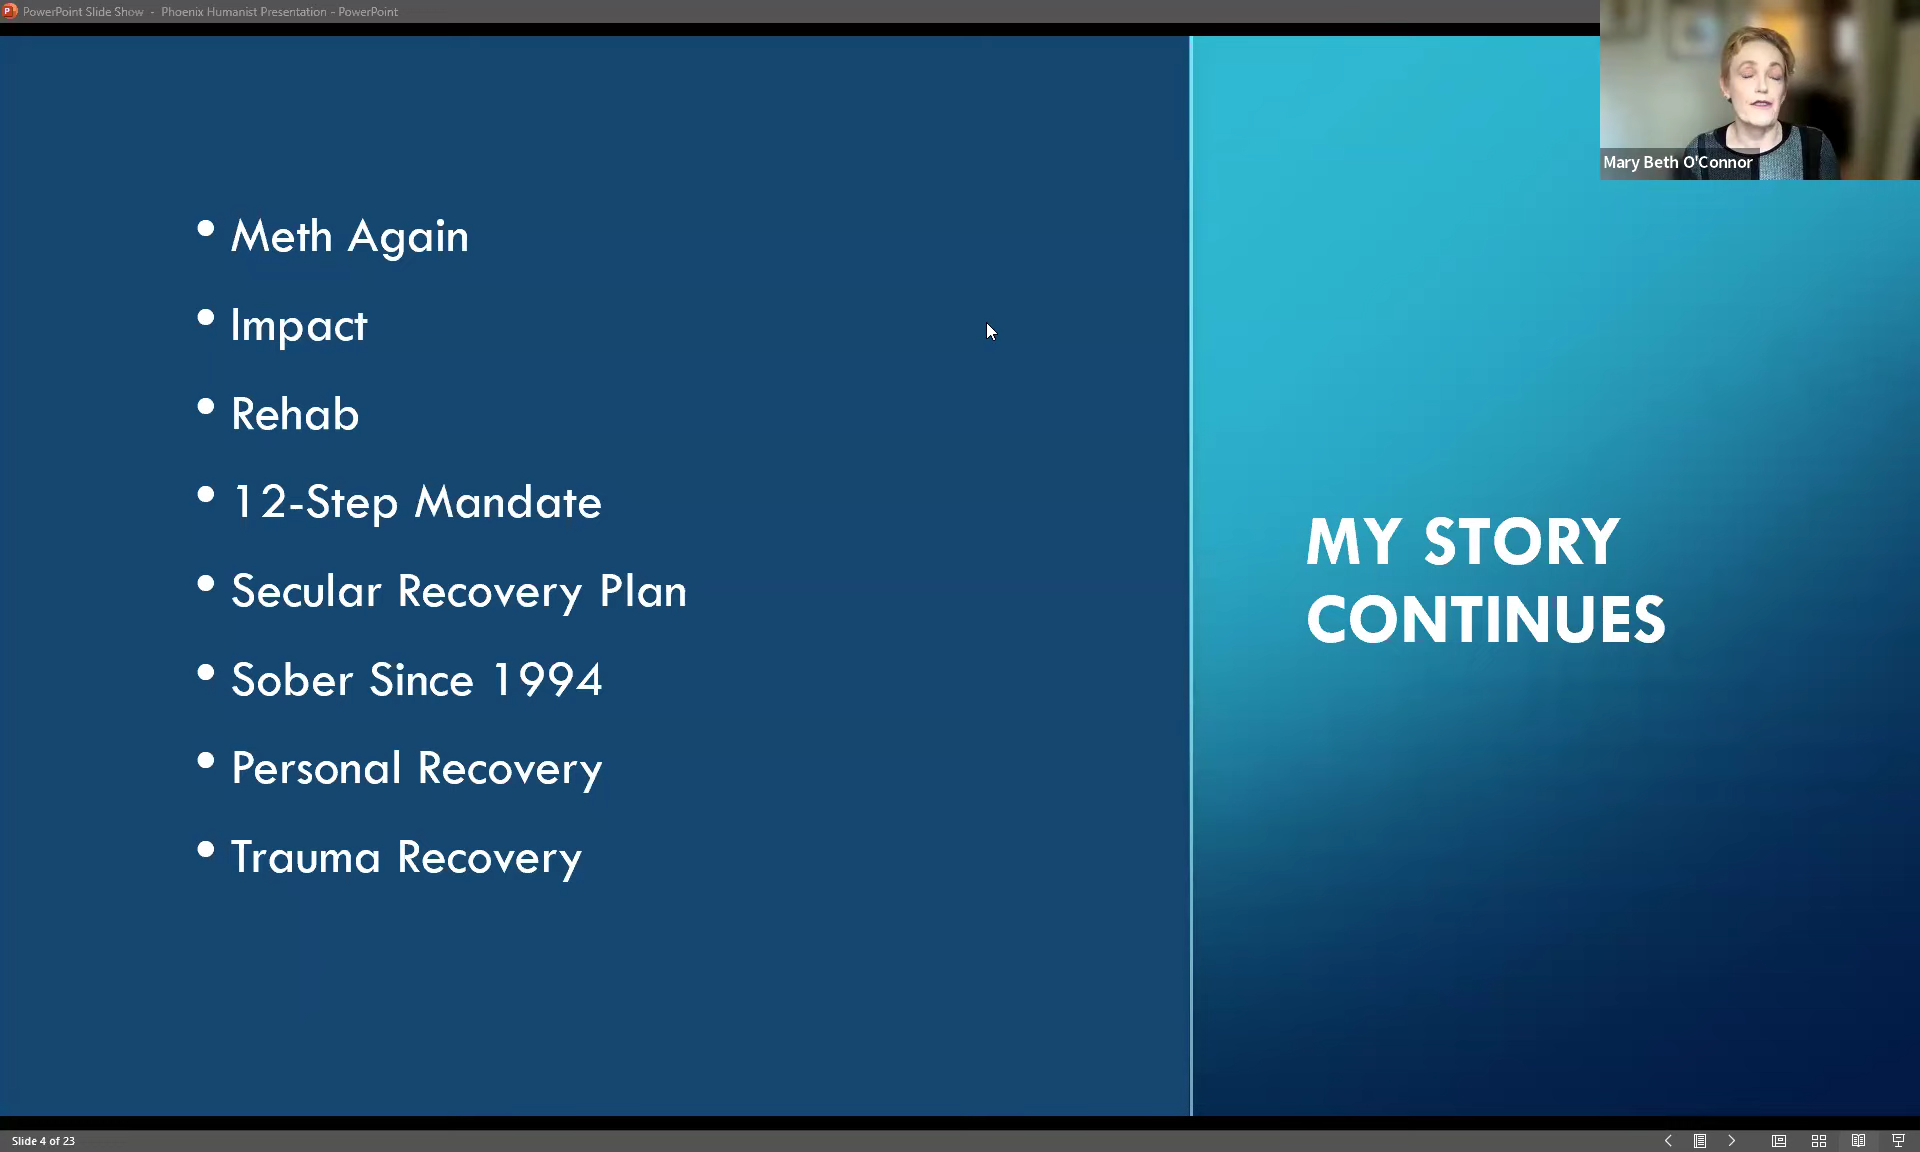 PowerPoint Slide Show - Phoenix Humanist Presentation - PowerPoint
Mary Beth O'Connor
• Meth Again
• Impact
• Rehab
• 12-Step Mandate
• Secular Recovery Plan
• Sober Since 1994
• Personal Recovery
• Trauma Recovery
MY STORY
CONTINUES
Slide 4 of 23